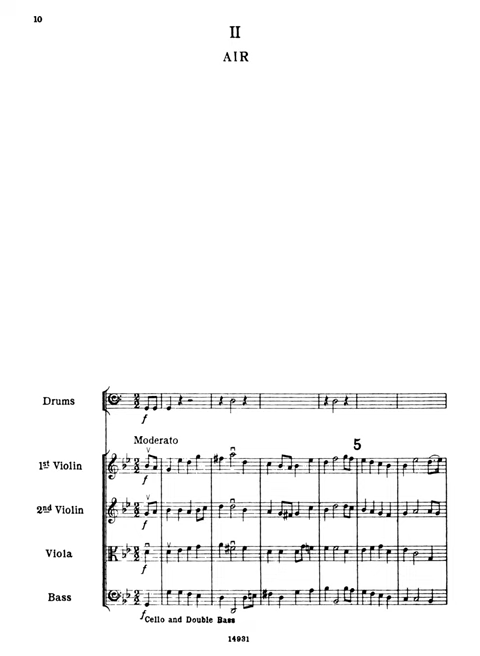 10
II
AIR
Drums
f
Moderato
5
1st Violin
f
2nd Violin
f
Viola
f
Bass
f Cello and Double Bass
14931